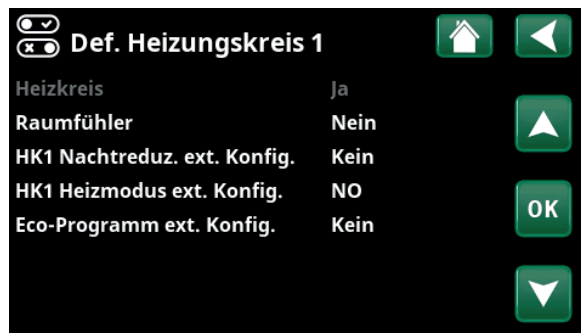 Def. Heizungskreis 1
Heizkreis Ja
Raumfühler Nein
HK1 Nachtreduz. ext. Konfig. Kein
HK1 Heizmodus ext. Konfig. NO
Eco-Programm ext. Konfig. Kein
OK